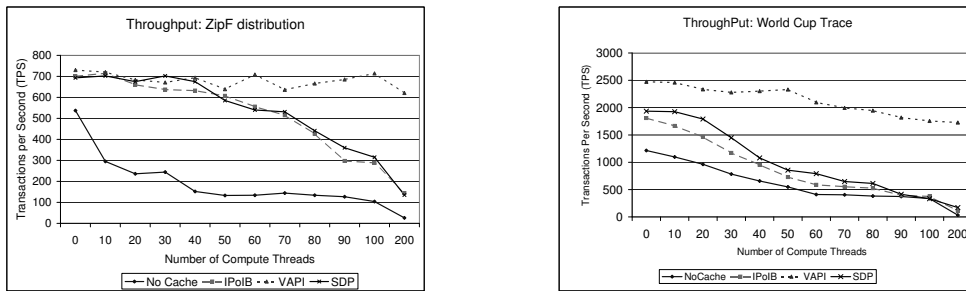 Throughput: ZipF distribution
Transactions per Second (TPS)
800
700
600
500
400
300
200
100
0
0 10 20 30 40 50 60 70 80 90 100 200
Number of Compute Threads
No Cache IPoIB VAPI SDP
ThroughPut: World Cup Trace
Transactions Per Second (TPS)
3000
2500
2000
1500
1000
500
0
0 10 20 30 40 50 60 70 80 90 100 200
Number of Compute Threads
NoCache IPoIB VAPI SDP